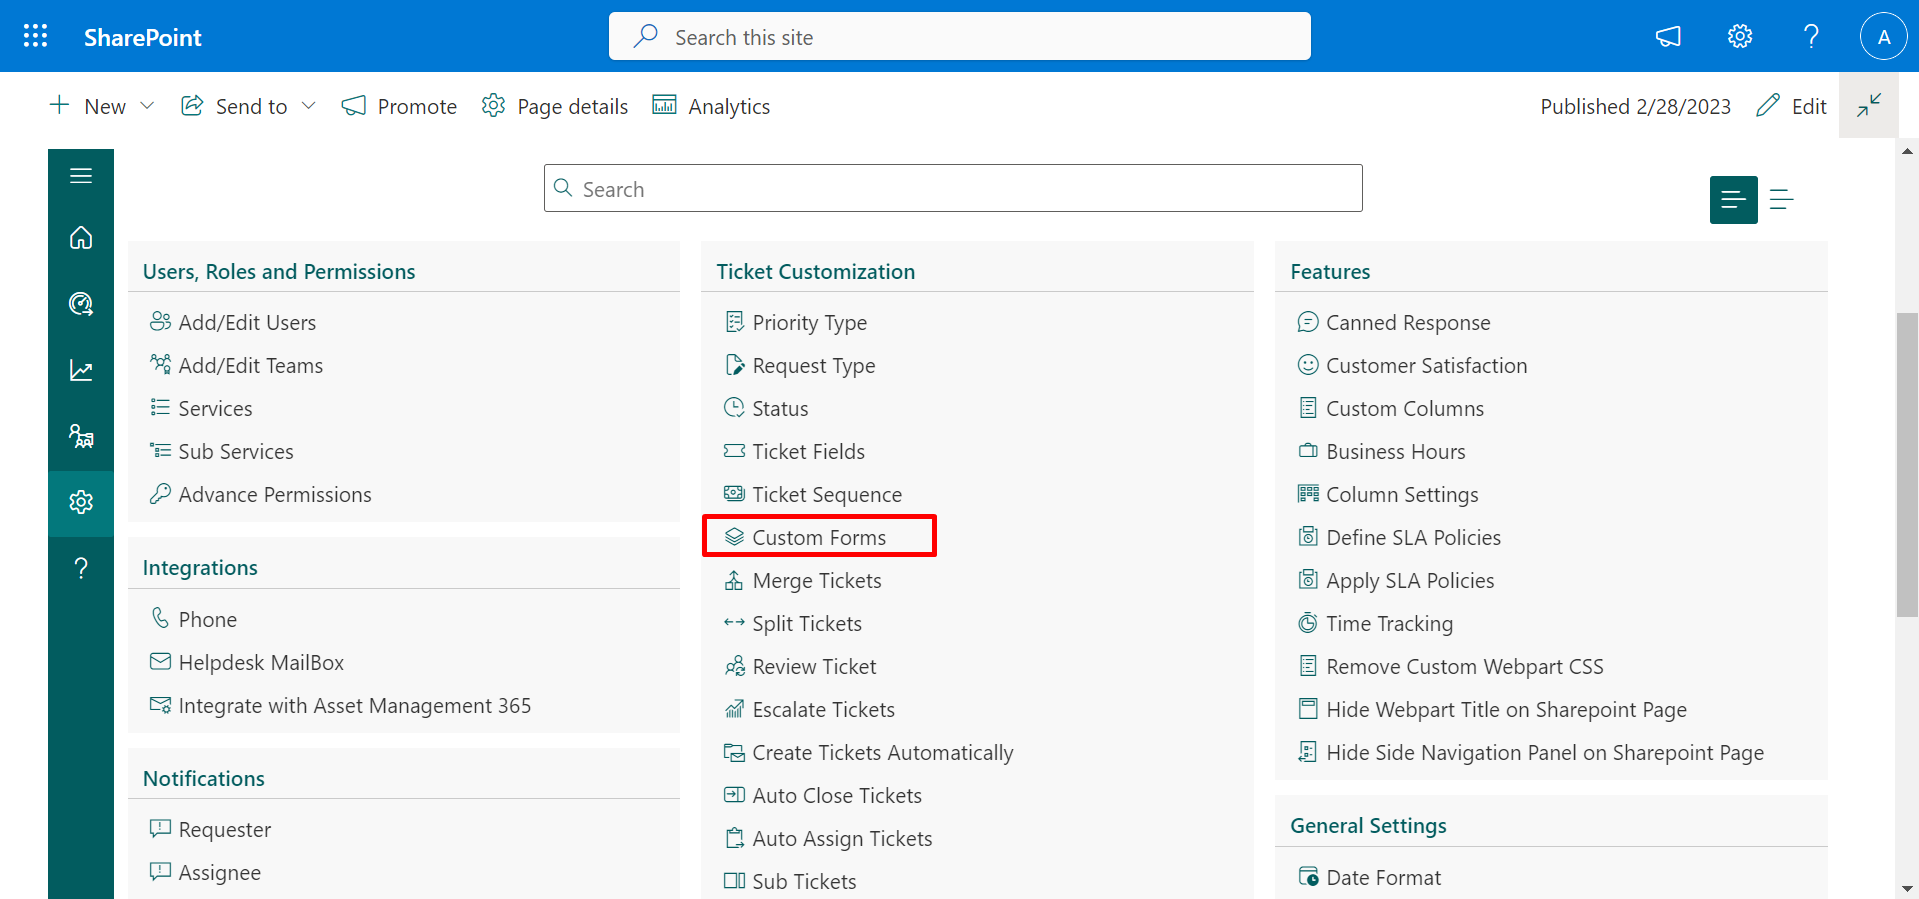 SharePoint
Search this site
A
New
Send to
Promote
Page details
Analytics
Published 2/28/2023
Edit
Search
Users, Roles and Permissions
Add/Edit Users
Add/Edit Teams
Services
Sub Services
Advance Permissions
Integrations
Phone
Helpdesk MailBox
Integrate with Asset Management 365
Notifications
Requester
Assignee
Ticket Customization
Priority Type
Request Type
Status
Ticket Fields
Ticket Sequence
Custom Forms
Merge Tickets
Split Tickets
Review Ticket
Escalate Tickets
Create Tickets Automatically
Auto Close Tickets
Auto Assign Tickets
Sub Tickets
Features
Canned Response
Customer Satisfaction
Custom Columns
Business Hours
Column Settings
Define SLA Policies
Apply SLA Policies
Time Tracking
Remove Custom Webpart CSS
Hide Webpart Title on Sharepoint Page
Hide Side Navigation Panel on Sharepoint Page
General Settings
Date Format